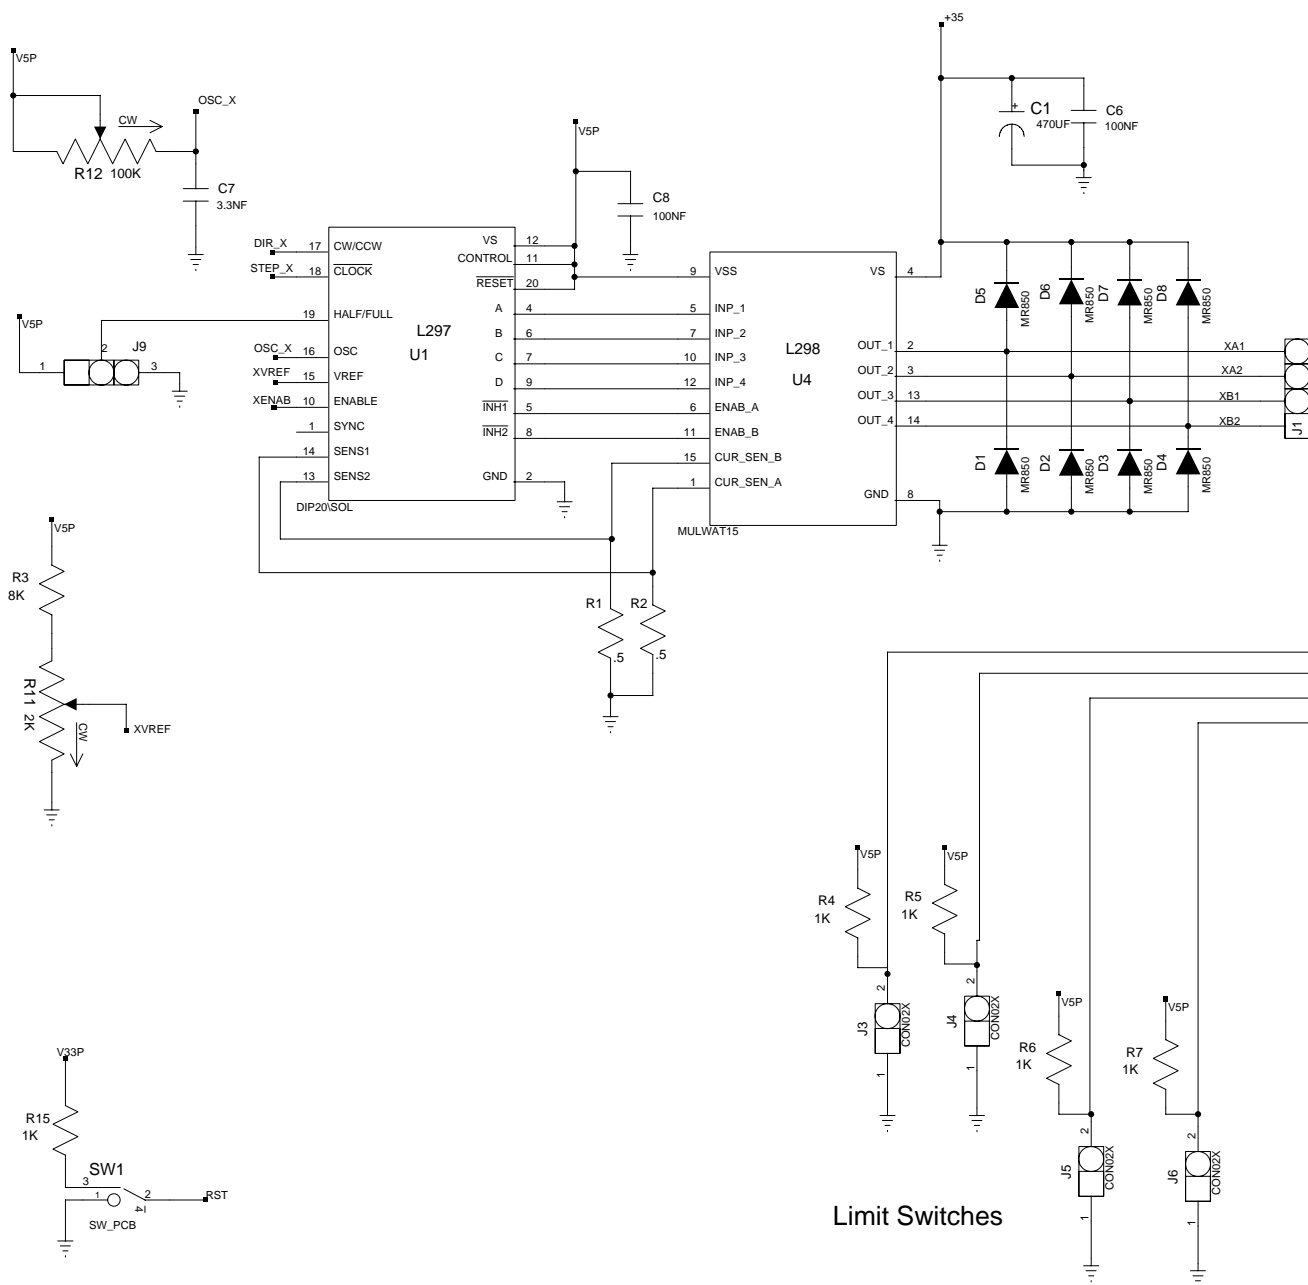 +35
V5P
OSC_X
CW
R12 100K
C7
3.3NF
V5P
C8
100NF
C1
470UF
C6
100NF
DIR_X 17 CW/CCW
STEP_X 18 CLOCK
19 HALF/FULL
OSC_X 16 OSC
XVREF 15 VREF
XENAB 10 ENABLE
1 SYNC
14 SENS1
13 SENS2
VS 12
CONTROL 11
RESET 20
A 4
B 6
C 7
D 9
INH1 5
INH2 8
GND 2
L297
U1
DIP20\SOL
V5P
1
2
J9
3
9 VSS
5 INP_1
7 INP_2
10 INP_3
12 INP_4
6 ENAB_A
11 ENAB_B
15 CUR_SEN_B
1 CUR_SEN_A
VS 4
OUT_1 2
OUT_2 3
OUT_3 13
OUT_4 14
GND 8
L298
U4
MULWAT15
D5
MR850
D6
MR850
D7
MR850
D8
MR850
XA1
XA2
XB1
XB2
J1
D1
MR850
D2
MR850
D3
MR850
D4
MR850
V5P
R3
8K
R11 2K
CW
XVREF
R1
.5
R2
.5
V5P
R4
1K
V5P
R5
1K
2
J3
CON02X
1
2
J4
CON02X
1
V5P
R6
1K
V5P
R7
1K
2
J5
CON02X
1
2
J6
CON02X
1
V33P
R15
1K
SW1
3
1
2
4
RST
SW_PCB
Limit Switches